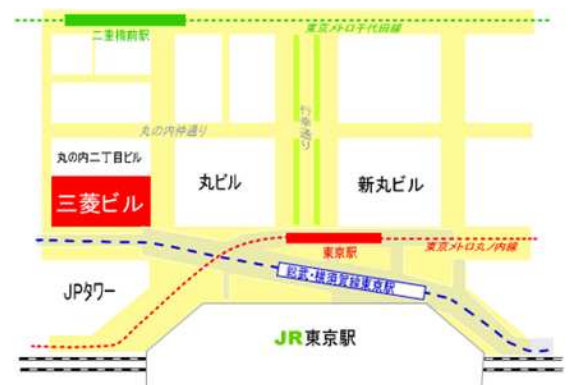 東京メトロ千代田線
二重橋前駅
丸の内仲通り
行幸通り
丸の内二丁目ビル
三菱ビル
丸ビル
新丸ビル
東京駅
東京メトロ丸ノ内線
総武・横須賀線東京駅
JPタワー
JR東京駅